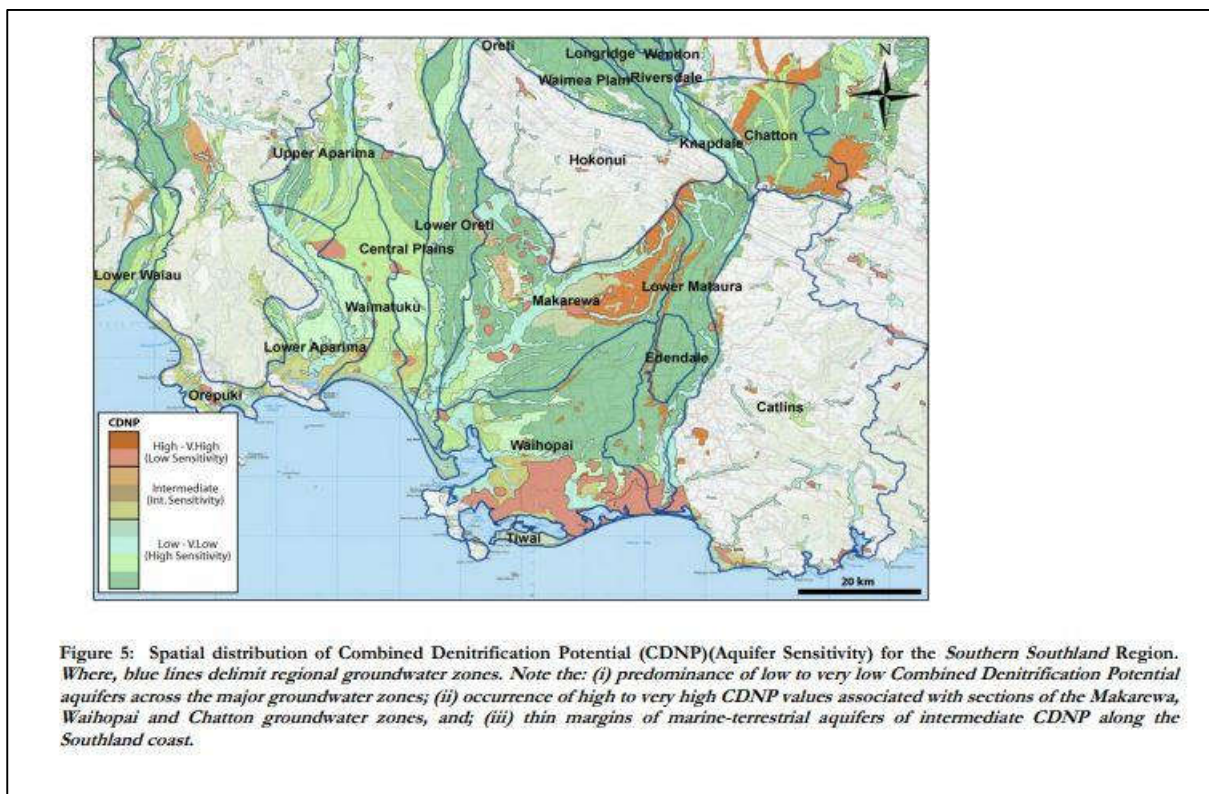 Oreti
Longridge
Wendon
N
Waimea Plain
Riversdale
Chatton
Knapdale
Upper Aparima
Hokonui
Lower Oreti
Central Plains
Lower Waiau
Makarewa
Lower Mataura
Waimatuku
Lower Aparima
Edendale
Orepuki
Catlins
CDNP
High - V.High
(Low Sensitivity)
Waihopai
Intermediate
(Int. Sensitivity)
Tiwai
Low - V.Low
(High Sensitivity)
20 km
Figure 5: Spatial distribution of Combined Denitrification Potential (CDNP)(Aquifer Sensitivity) for the Southern Southland Region.
Where, blue lines delimit regional groundwater zones. Note the: (i) predominance of low to very low Combined Denitrification Potential
aquifers across the major groundwater zones; (ii) occurrence of high to very high CDNP values associated with sections of the Makarewa,
Waihopai and Chatton groundwater zones, and; (iii) thin margins of marine-terrestrial aquifers of intermediate CDNP along the
Southland coast.